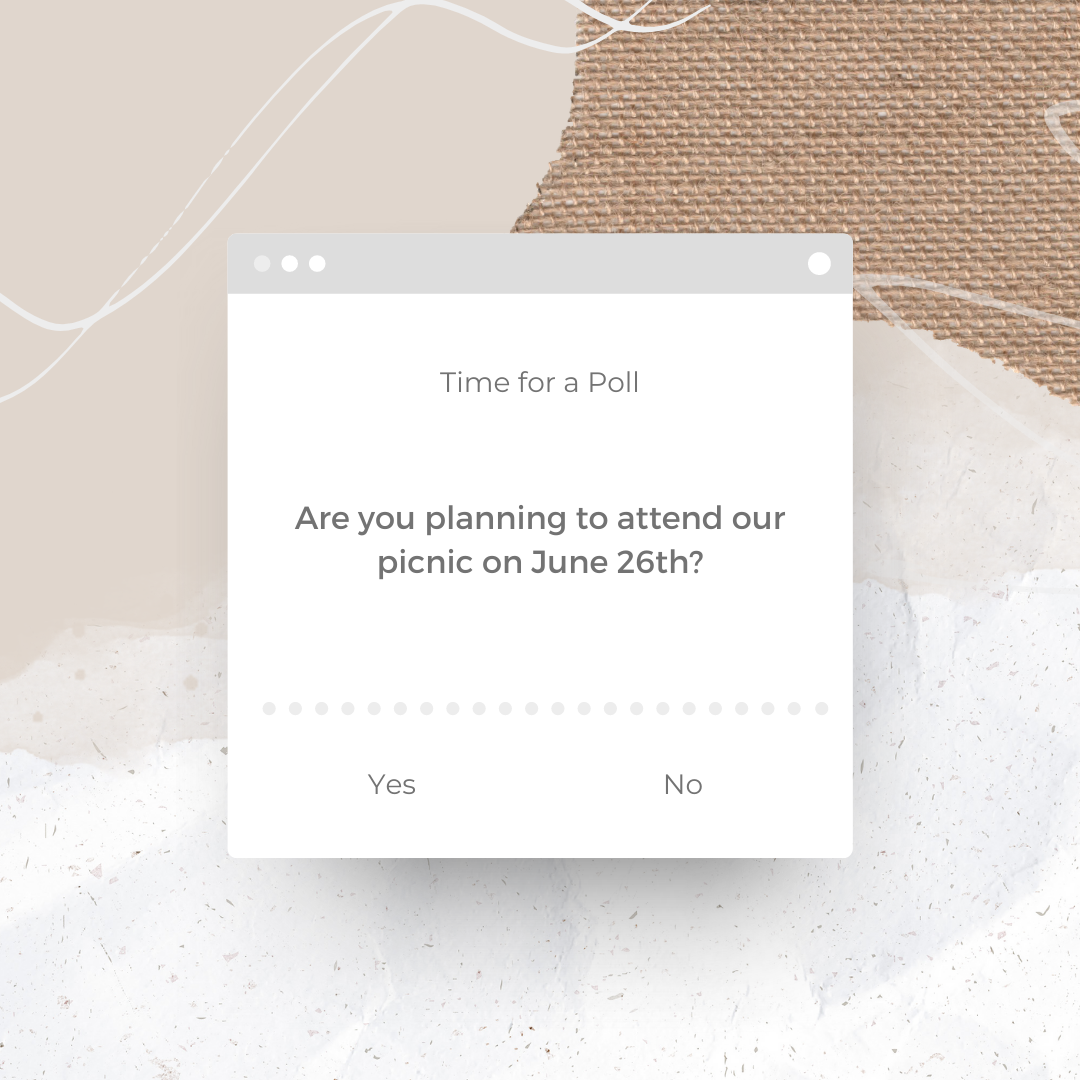 Time for a Poll
Are you planning to attend our
picnic on June 26th?
Yes
No